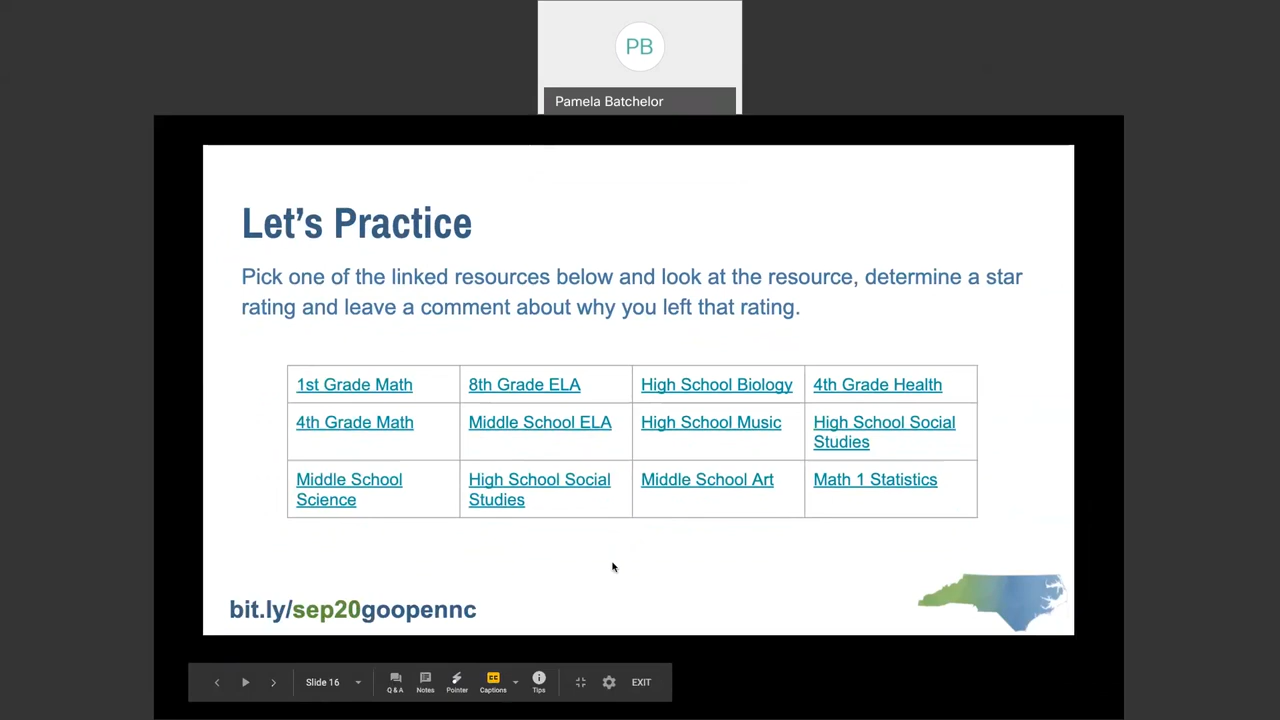 PB
Pamela Batchelor
Let's Practice
Pick one of the linked resources below and look at the resource, determine a star
rating and leave a comment about why you left that rating.
1st Grade Math
8th Grade ELA
High School Biology
4th Grade Health
4th Grade Math
Middle School ELA
High School Music
High School Social
Studies
Middle School
Science
High School Social
Studies
Middle School Art
Math 1 Statistics
bit.ly/sep20goopennc
Slide 16
Q & A
Notes
Pointer
CC
Captions
Tips
EXIT